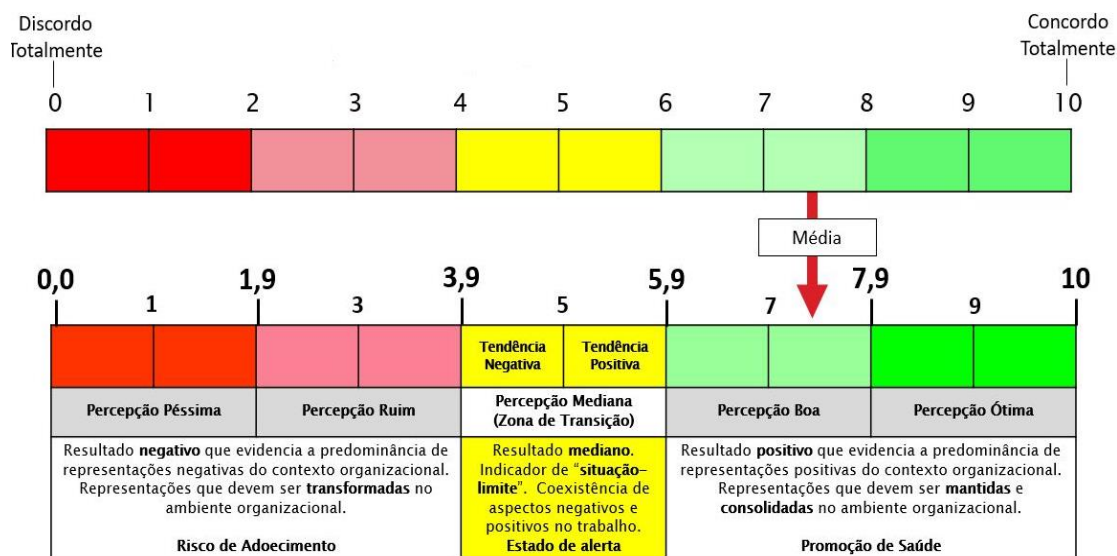 Discordo
Totalmente
Concordo
Totalmente
0 1 2 3 4 5 6 7 8 9 10
Média
0,0 1,9 3,9 5,9 7,9 10
1 3 5 7 9
Tendência
Negativa
Tendência
Positiva
Percepção Péssima
Percepção Ruim
Percepção Mediana
(Zona de Transição)
Percepção Boa
Percepção Ótima
Resultado negativo que evidencia a predominância de
representações negativas do contexto organizacional.
Representações que devem ser transformadas no
ambiente organizacional.
Risco de Adoecimento
Resultado mediano.
Indicador de “situação–
limite”. Coexistência de
aspectos negativos e
positivos no trabalho.
Estado de alerta
Resultado positivo que evidencia a predominância de
representações positivas do contexto organizacional.
Representações que devem ser mantidas e
consolidadas no ambiente organizacional.
Promoção de Saúde